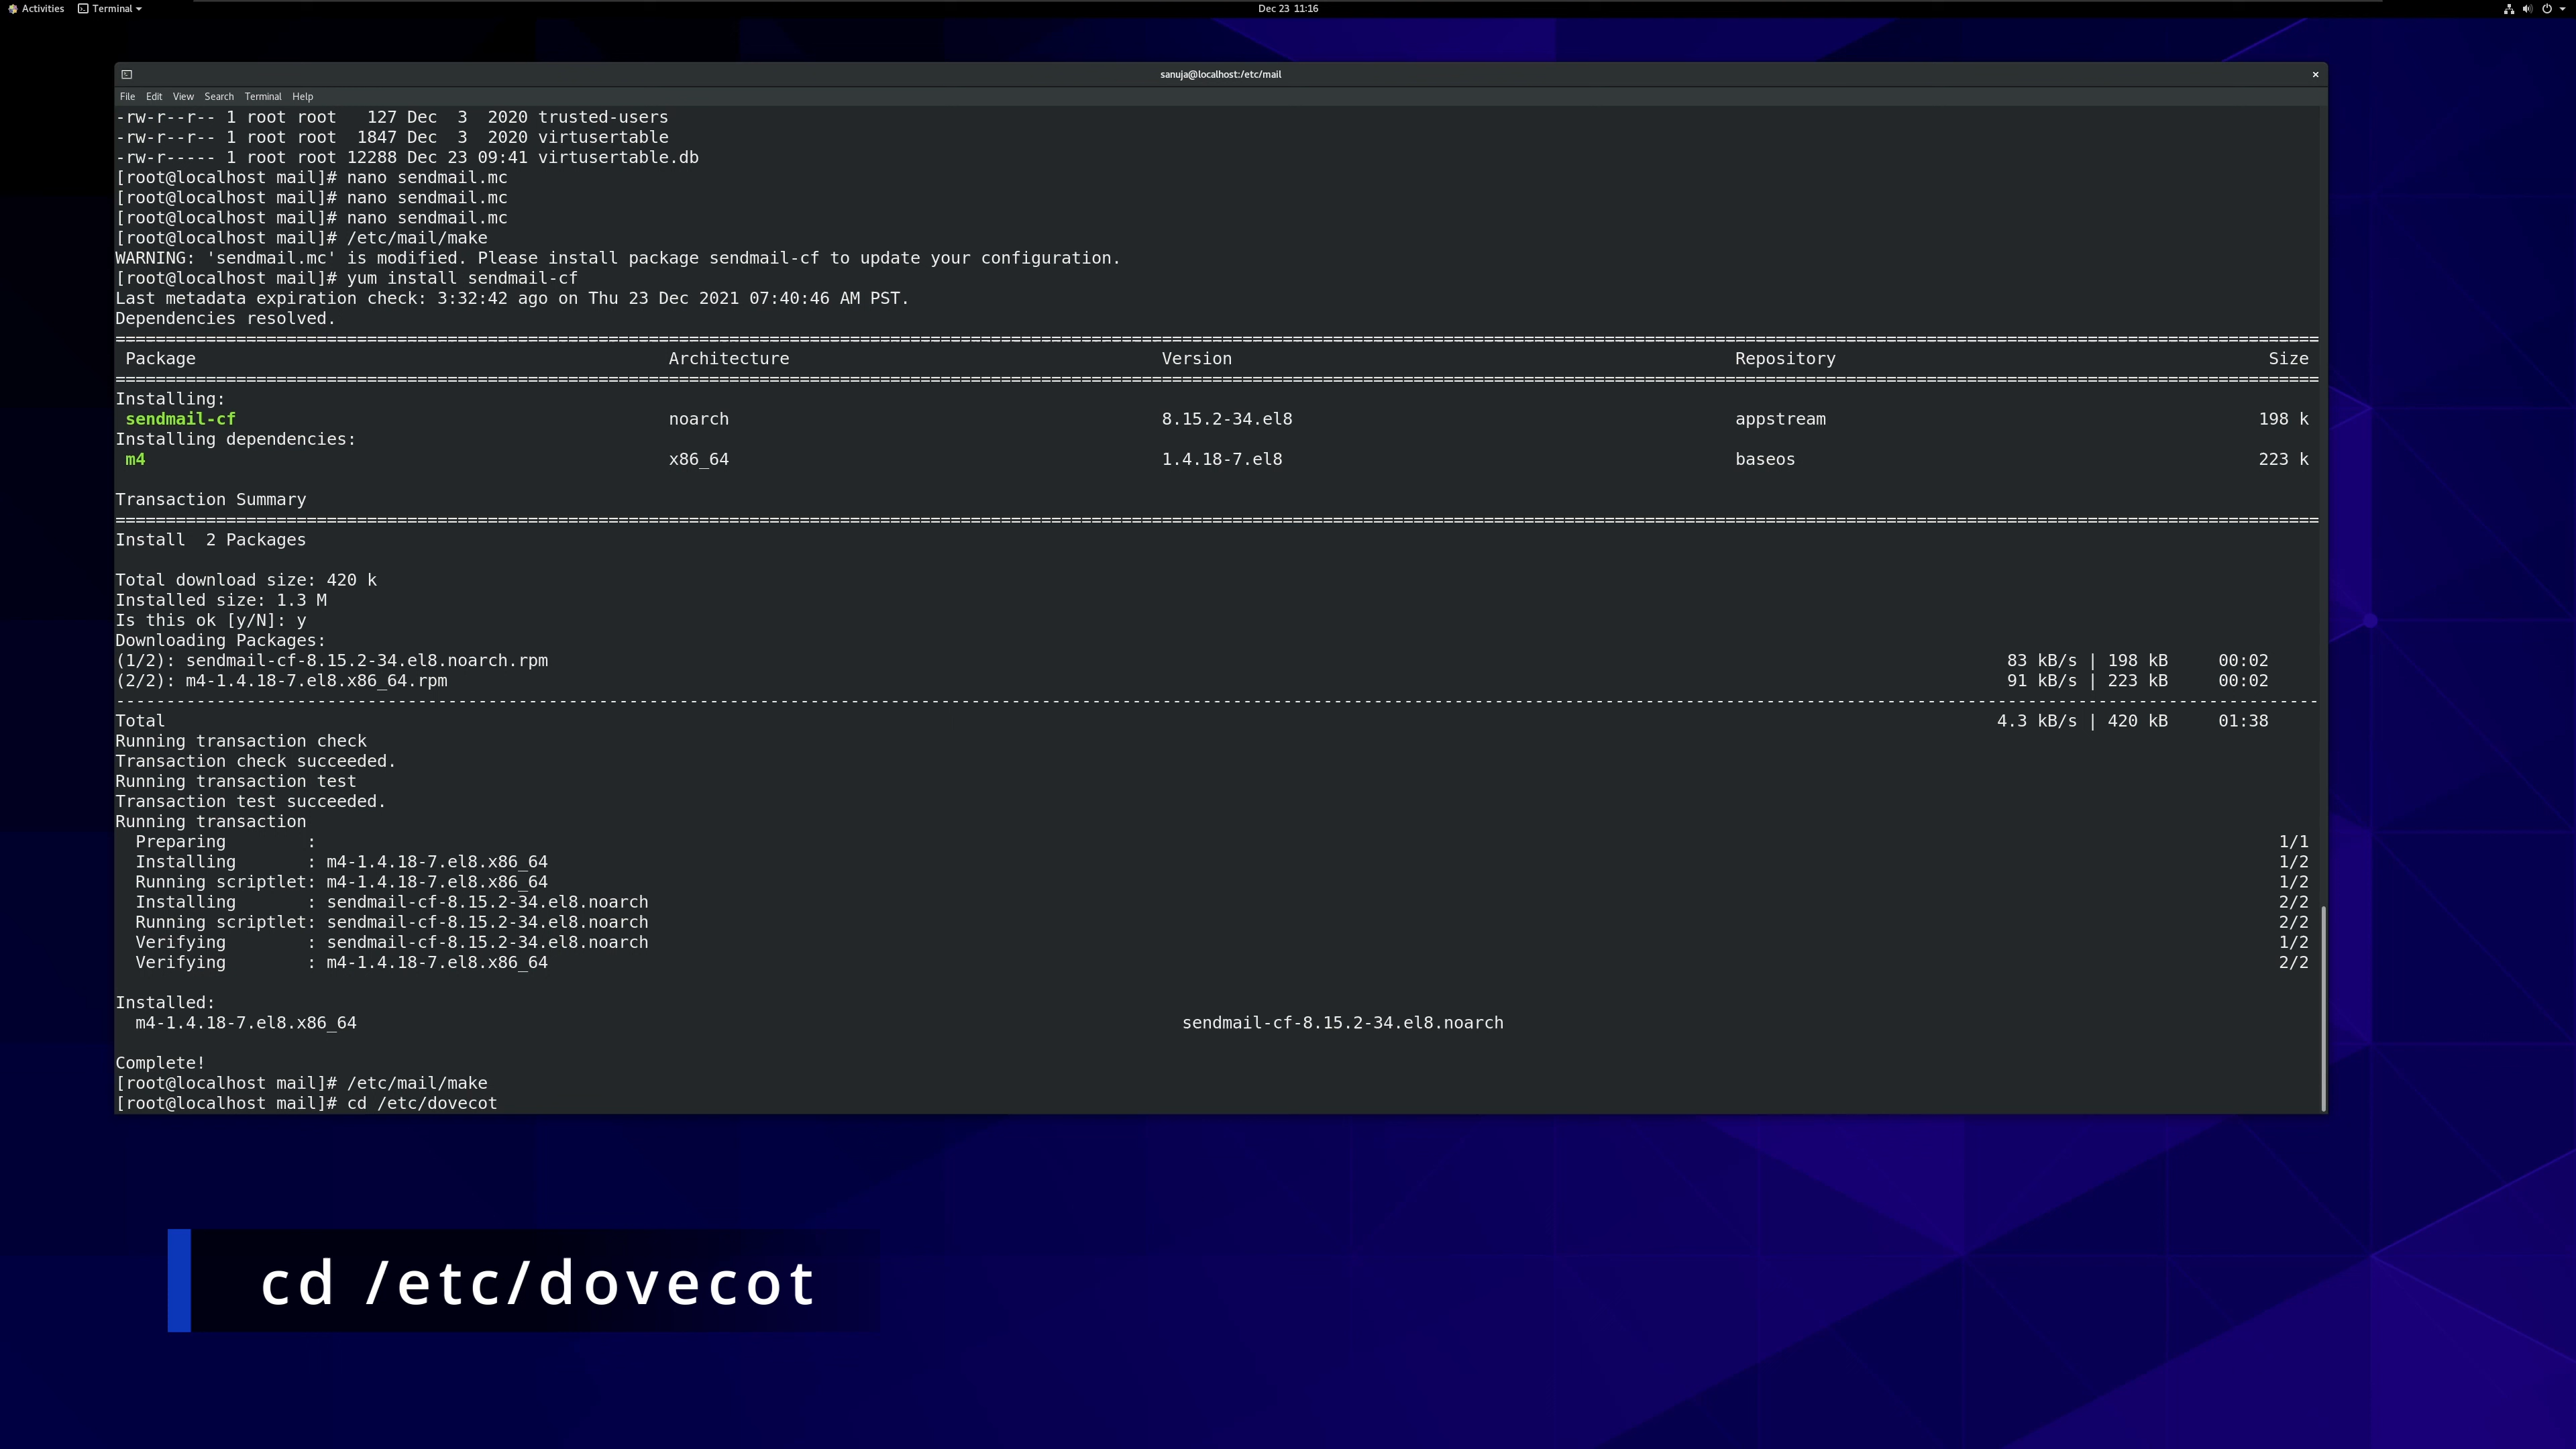 Activities Terminal Dec 23 11:16
sanuja@localhost:/etc/mail
File Edit View Search Terminal Help
-rw-r--r-- 1 root root   127 Dec  3  2020 trusted-users
-rw-r--r-- 1 root root  1847 Dec  3  2020 virtusertable
-rw-r----- 1 root root 12288 Dec 23 09:41 virtusertable.db
[root@localhost mail]# nano sendmail.mc
[root@localhost mail]# nano sendmail.mc
[root@localhost mail]# nano sendmail.mc
[root@localhost mail]# /etc/mail/make
WARNING: 'sendmail.mc' is modified. Please install package sendmail-cf to update your configuration.
[root@localhost mail]# yum install sendmail-cf
Last metadata expiration check: 3:32:42 ago on Thu 23 Dec 2021 07:40:46 AM PST.
Dependencies resolved.
Package Architecture Version Repository Size
Installing:
sendmail-cf noarch 8.15.2-34.el8 appstream 198 k
Installing dependencies:
m4 x86_64 1.4.18-7.el8 baseos 223 k
Transaction Summary
Install  2 Packages
Total download size: 420 k
Installed size: 1.3 M
Is this ok [y/N]: y
Downloading Packages:
(1/2): sendmail-cf-8.15.2-34.el8.noarch.rpm 83 kB/s | 198 kB 00:02
(2/2): m4-1.4.18-7.el8.x86_64.rpm 91 kB/s | 223 kB 00:02
Total 4.3 kB/s | 420 kB 01:38
Running transaction check
Transaction check succeeded.
Running transaction test
Transaction test succeeded.
Running transaction
Preparing : 1/1
Installing : m4-1.4.18-7.el8.x86_64 1/2
Running scriptlet: m4-1.4.18-7.el8.x86_64 1/2
Installing : sendmail-cf-8.15.2-34.el8.noarch 2/2
Running scriptlet: sendmail-cf-8.15.2-34.el8.noarch 2/2
Verifying : sendmail-cf-8.15.2-34.el8.noarch 1/2
Verifying : m4-1.4.18-7.el8.x86_64 2/2
Installed:
m4-1.4.18-7.el8.x86_64 sendmail-cf-8.15.2-34.el8.noarch
Complete!
[root@localhost mail]# /etc/mail/make
[root@localhost mail]# cd /etc/dovecot
cd /etc/dovecot